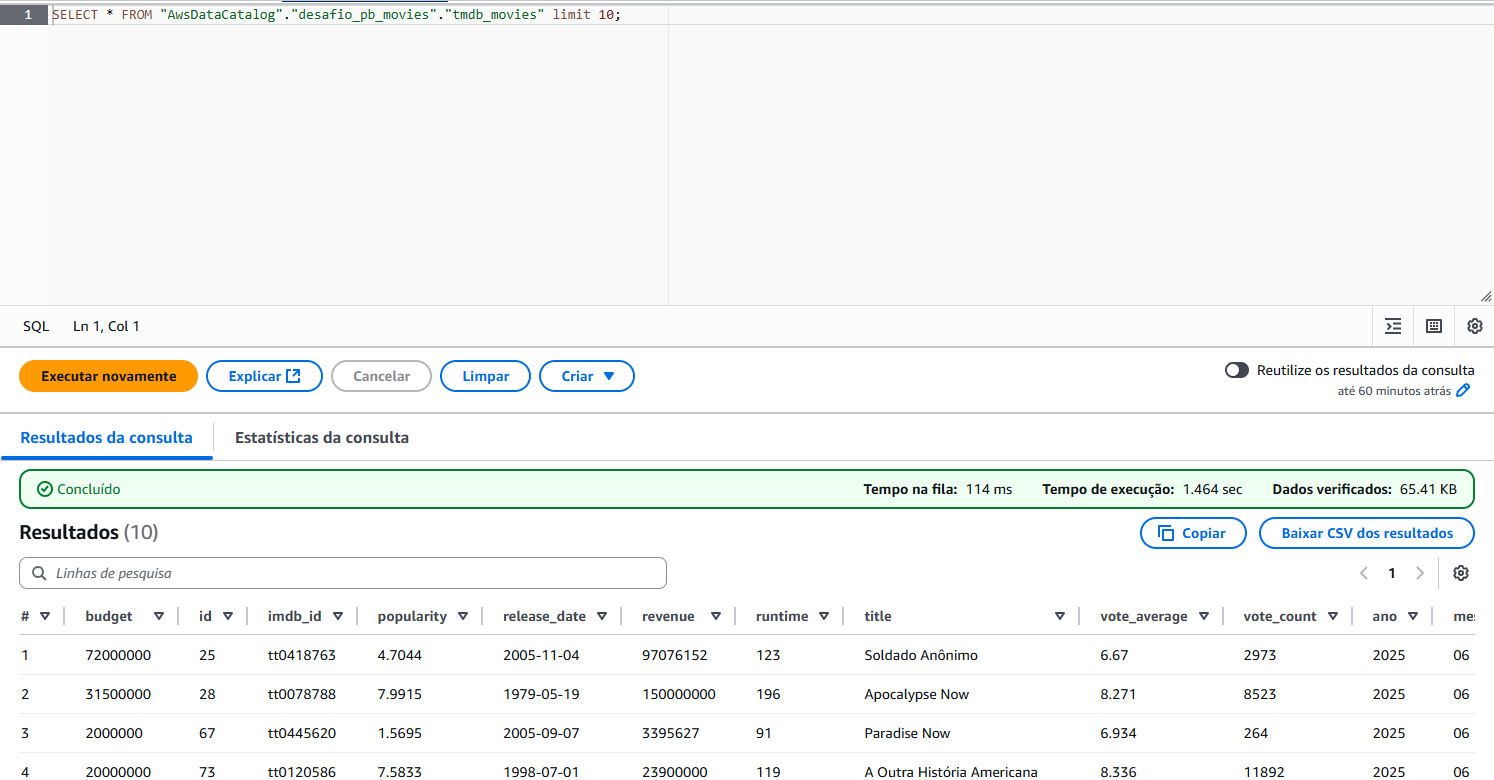 1 SELECT * FROM "AwsDataCatalog"."desafio_pb_movies"."tmdb_movies" limit 10;
SQL Ln 1, Col 1
Executar novamente Explicar Cancelar Limpar Criar Reutilize os resultados da consulta
até 60 minutos atrás
Resultados da consulta Estatísticas da consulta
Concluído Tempo na fila: 114 ms Tempo de execução: 1.464 sec Dados verificados: 65.41 KB
Resultados (10) Copiar Baixar CSV dos resultados
Linhas de pesquisa 1
# budget id imdb_id popularity release_date revenue runtime title vote_average vote_count ano
1 72000000 25 tt0418763 4.7044 2005-11-04 97076152 123 Soldado Anônimo 6.67 2973 2025 06
2 31500000 28 tt0078788 7.9915 1979-05-19 150000000 196 Apocalypse Now 8.271 8523 2025 06
3 2000000 67 tt0445620 1.5695 2005-09-07 3395627 91 Paradise Now 6.934 264 2025 06
4 20000000 73 tt0120586 7.5833 1998-07-01 23900000 119 A Outra História Americana 8.336 11892 2025 06